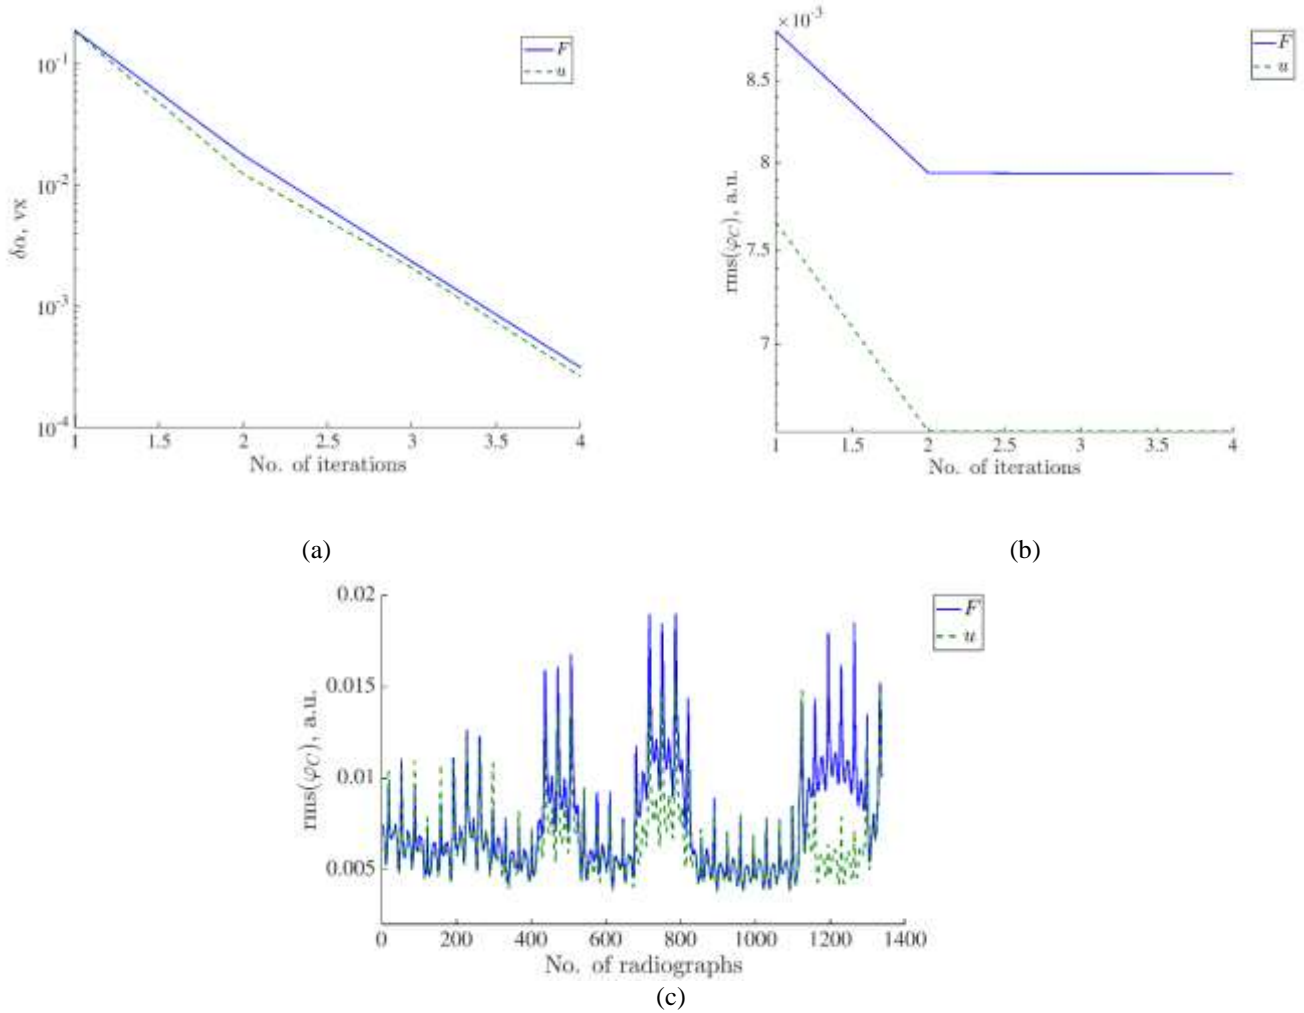 F
u
10⁻¹
10⁻²
10⁻³
10⁻⁴
δα, vx
1 1.5 2 2.5 3 3.5 4
No. of iterations
(a)
×10⁻³
F
u
8.5
8
7.5
7
rms(φC), a.u.
1 1.5 2 2.5 3 3.5 4
No. of iterations
(b)
F
u
0.02
0.015
0.01
0.005
rms(φC), a.u.
0 200 400 600 800 1000 1200 1400
No. of radiographs
(c)